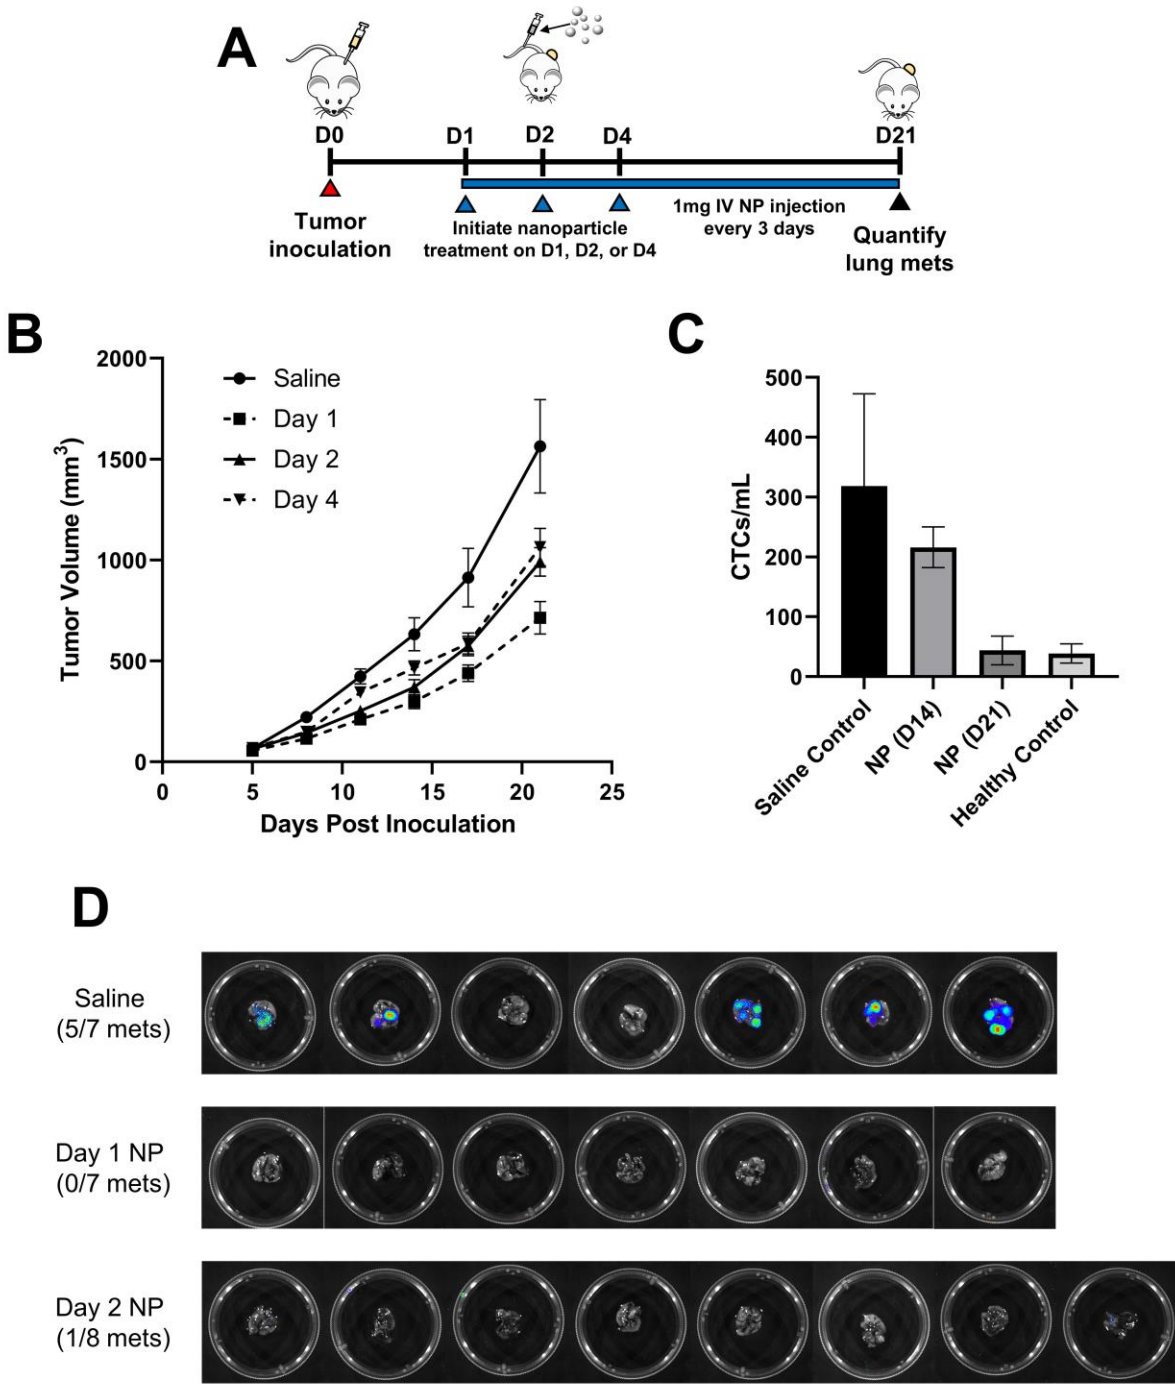 A
D0
D1
D2
D4
D21
Tumor
inoculation
Initiate nanoparticle
treatment on D1, D2, or D4
1mg IV NP injection
every 3 days
Quantify
lung mets
B
Tumor Volume (mm³)
2000
1500
1000
500
0
0
5
10
15
20
25
Days Post Inoculation
Saline
Day 1
Day 2
Day 4
C
CTCs/mL
500
400
300
200
100
0
Saline Control
NP (D14)
NP (D21)
Healthy Control
D
Saline
(5/7 mets)
Day 1 NP
(0/7 mets)
Day 2 NP
(1/8 mets)